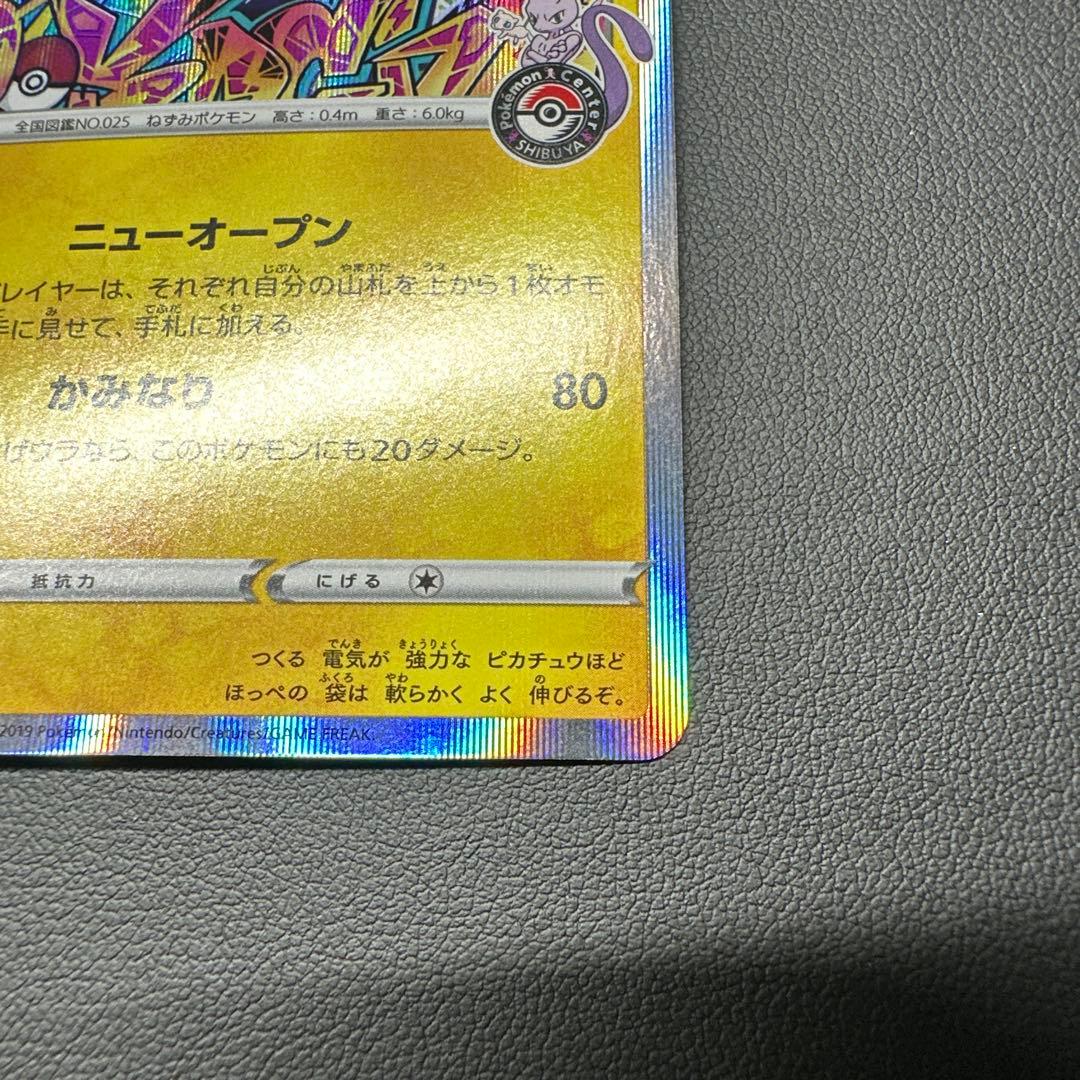 Pokémon Center
SHIBUYA
全国図鑑NO.025 ねずみポケモン 高さ:0.4m 重さ:6.0kg
ニューオープン
レイヤーは、それぞれ自分の山札を上から1枚オモ
手に見せて、手札に加える。
かみなり 80
げウラなら、このポケモンにも20ダメージ。
抵抗力 にげる
つくる 電気が 強力な ピカチュウほど
ほっぺの 袋は 軟らかく よく 伸びるぞ。
2019 Pokémon/Nintendo/Creatures/GAME FREAK.